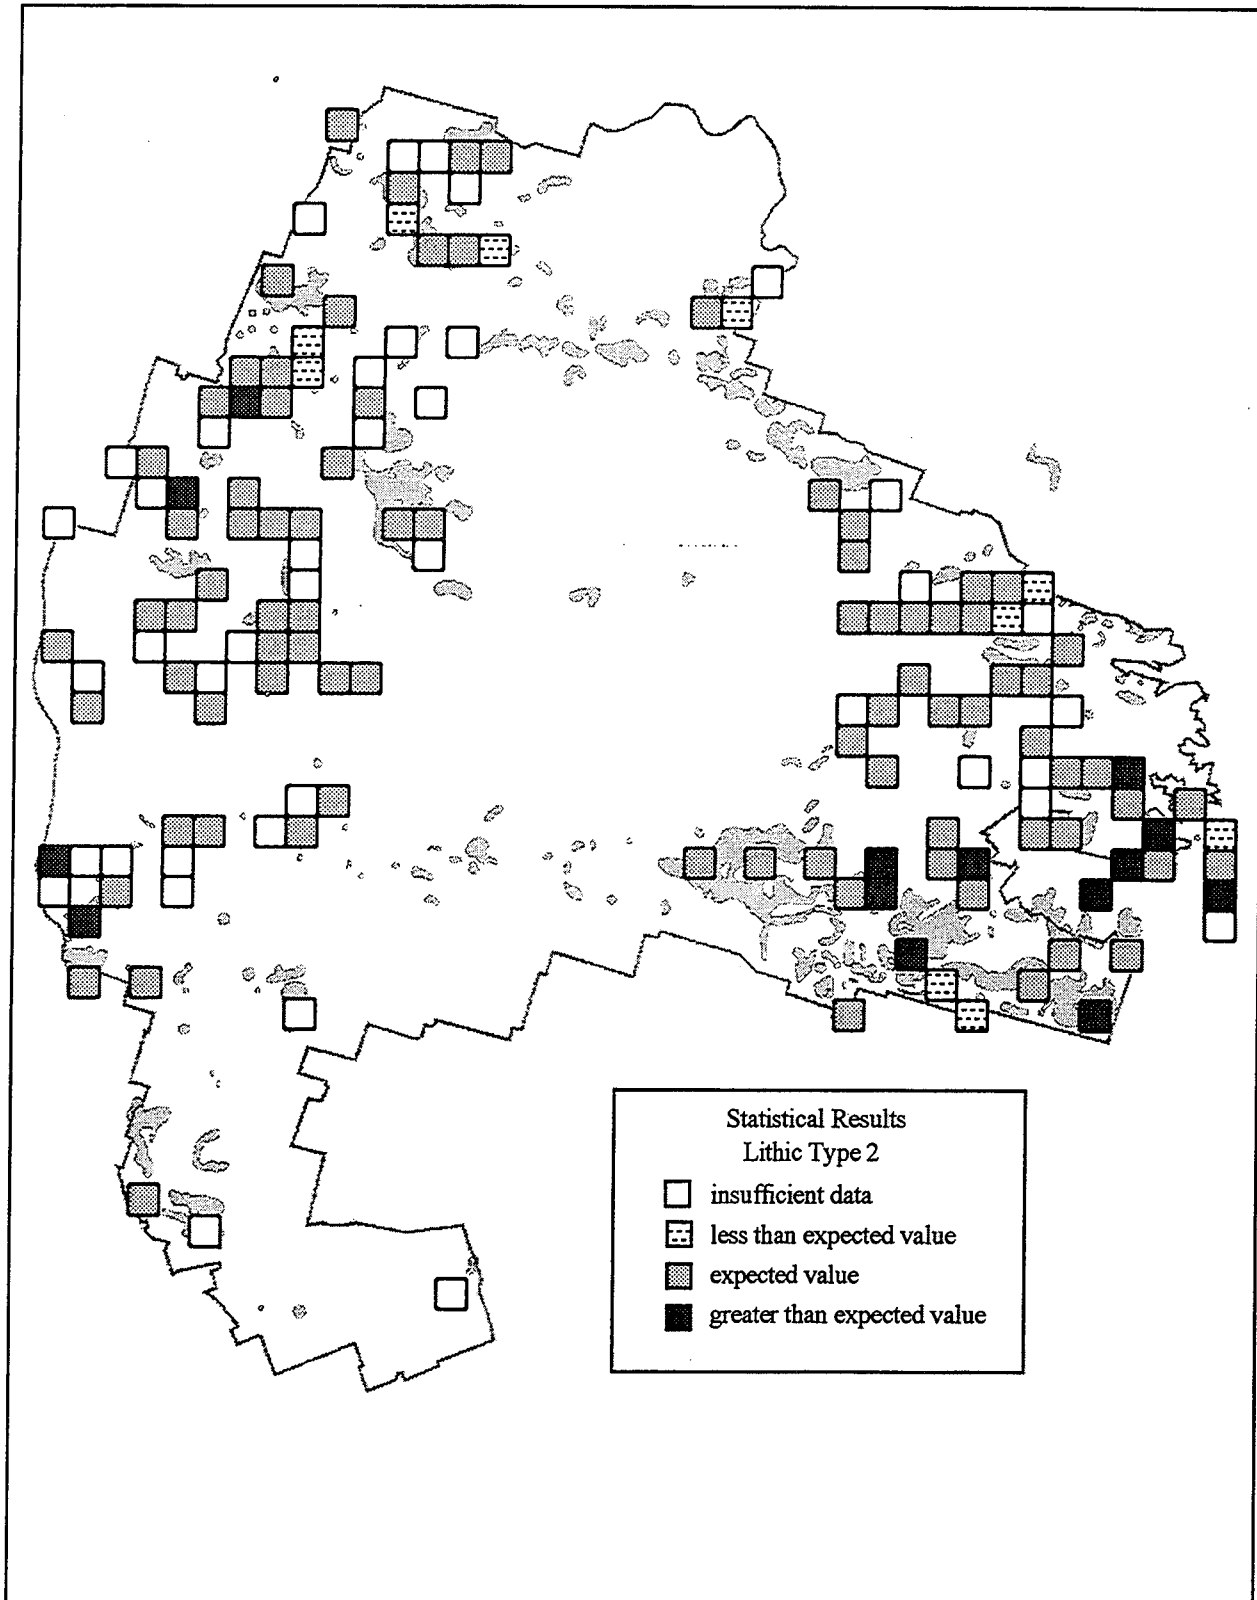 Statistical Results
Lithic Type 2
insufficient data
less than expected value
expected value
greater than expected value